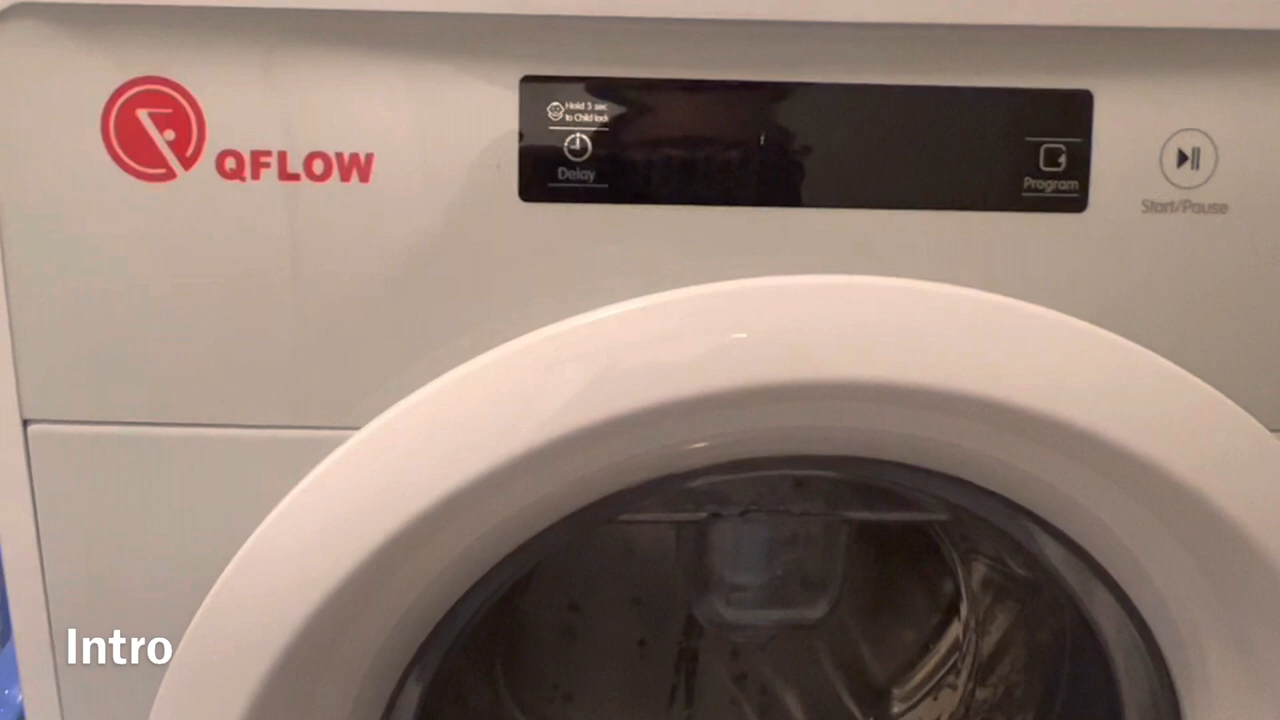 QFLOW
Hold 3 sec
to Child lock
Delay
Program
Start/Pause
Intro